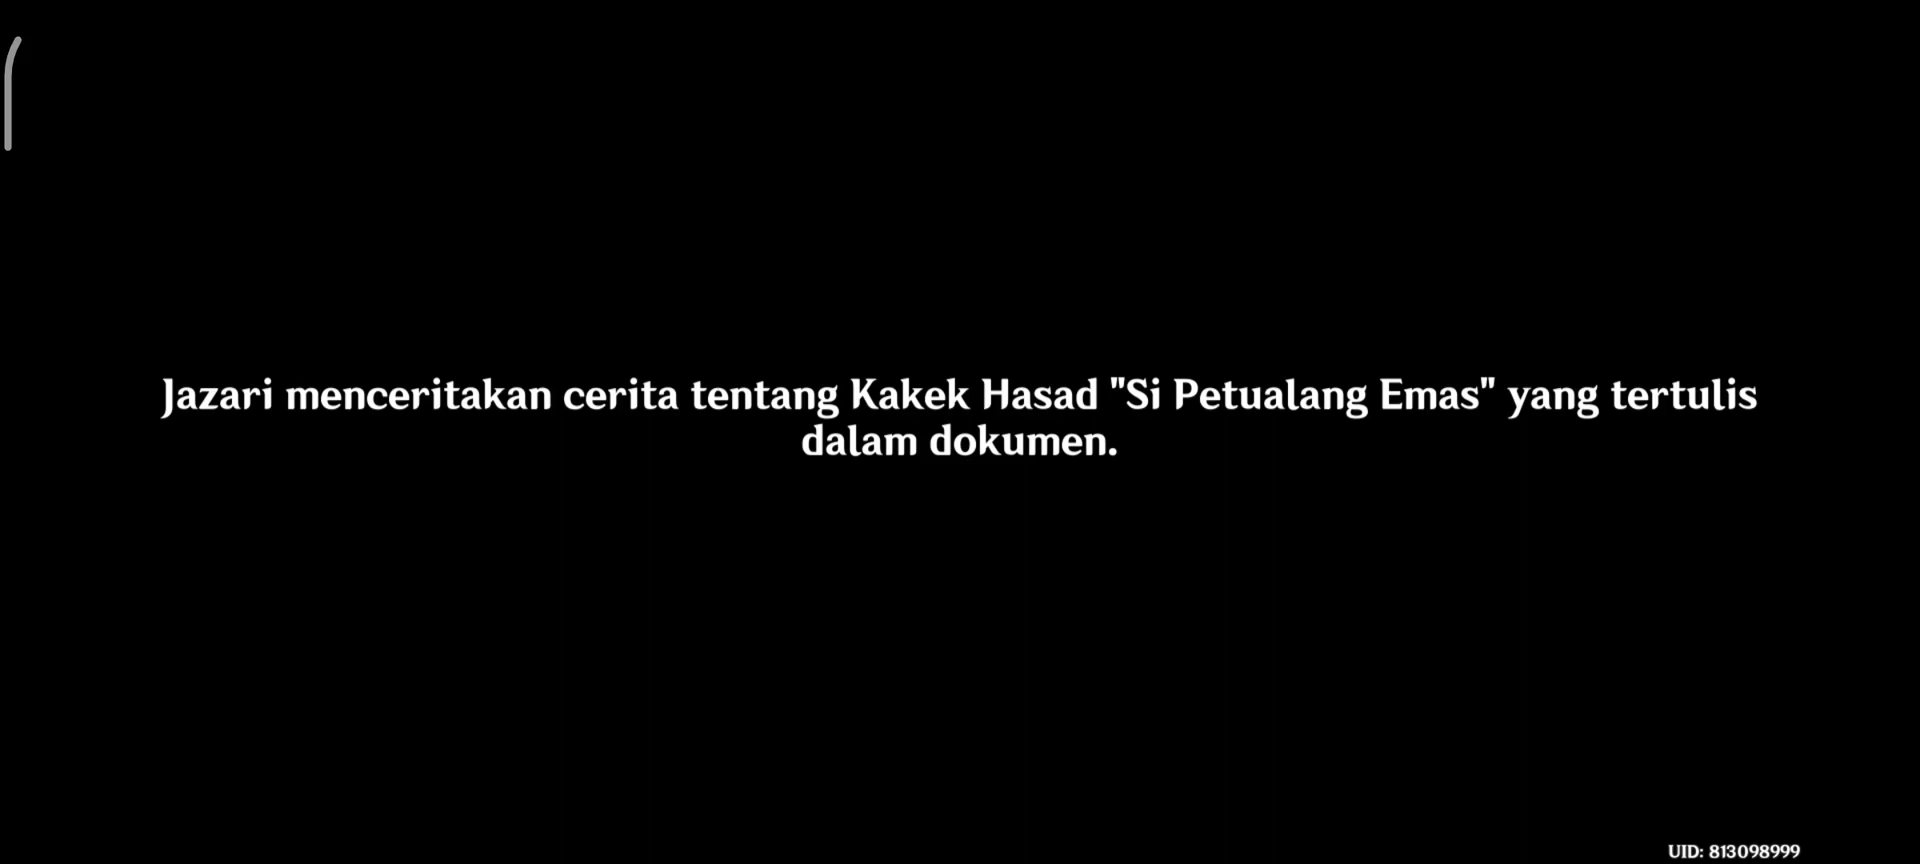 Jazari menceritakan cerita tentang Kakek Hasad "Si Petualang Emas" yang tertulis
dalam dokumen.
UID: 813098999